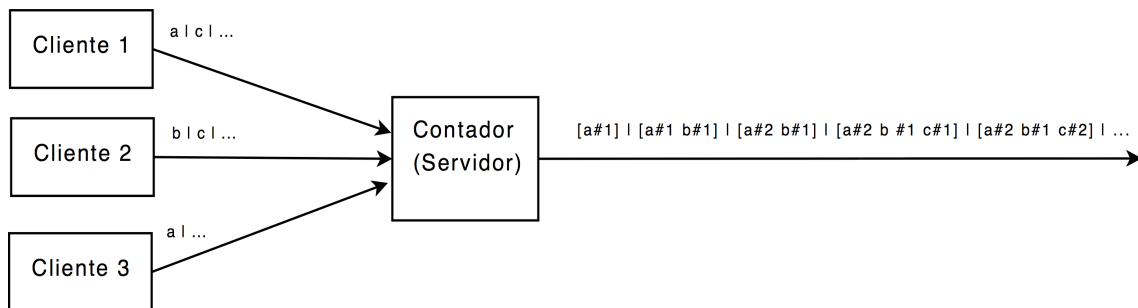 Cliente 1
a | c | ...
Cliente 2
b | c | ...
Cliente 3
a | ...
Contador
(Servidor)
[a#1] | [a#1 b#1] | [a#2 b#1] | [a#2 b #1 c#1] | [a#2 b#1 c#2] | ...